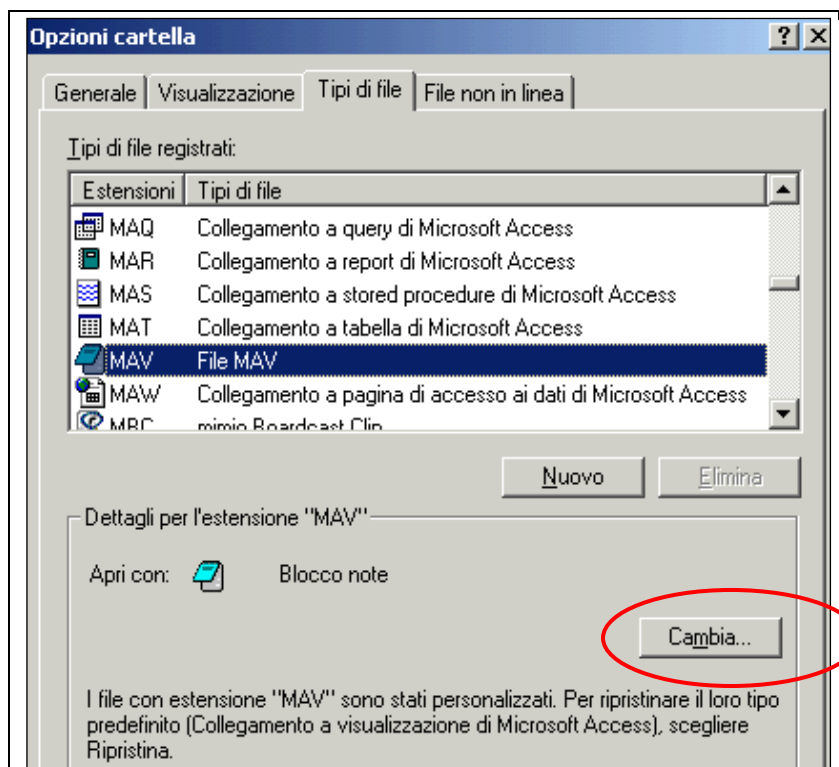 Opzioni cartella
Generale Visualizzazione Tipi di file File non in linea
Tipi di file registrati:
Estensioni Tipi di file
MAQ Collegamento a query di Microsoft Access
MAR Collegamento a report di Microsoft Access
MAS Collegamento a stored procedure di Microsoft Access
MAT Collegamento a tabella di Microsoft Access
MAV File MAV
MAW Collegamento a pagina di accesso ai dati di Microsoft Access
MBC mimio Boardcast Clip
Nuovo Elimina
Dettagli per l'estensione "MAV"
Apri con: Blocco note
Cambia...
I file con estensione "MAV" sono stati personalizzati. Per ripristinare il loro tipo
predefinito (Collegamento a visualizzazione di Microsoft Access), scegliere
Ripristina.